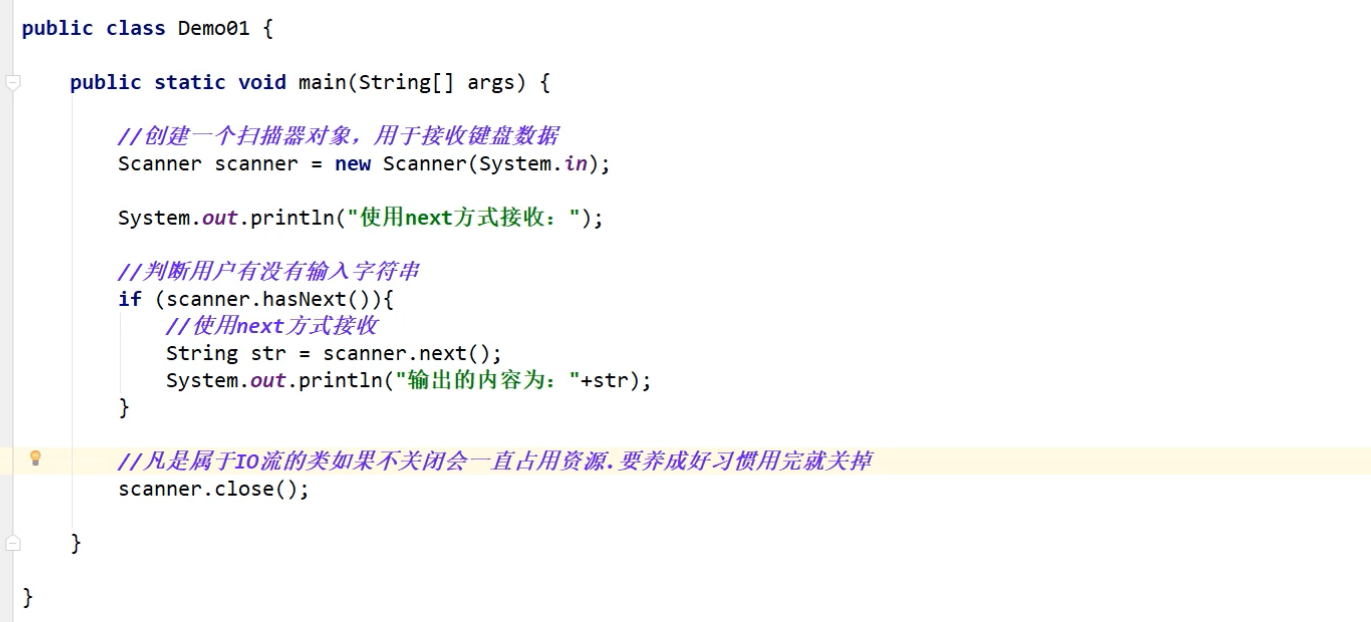 public class Demo01 {
public static void main(String[] args) {
//创建一个扫描器对象，用于接收键盘数据
Scanner scanner = new Scanner(System.in);
System.out.println("使用next方式接收：");
//判断用户有没有输入字符串
if (scanner.hasNext()){
//使用next方式接收
String str = scanner.next();
System.out.println("输出的内容为："+str);
}
//凡是属于IO流的类如果不关闭会一直占用资源.要养成好习惯用完就关掉
scanner.close();
}
}